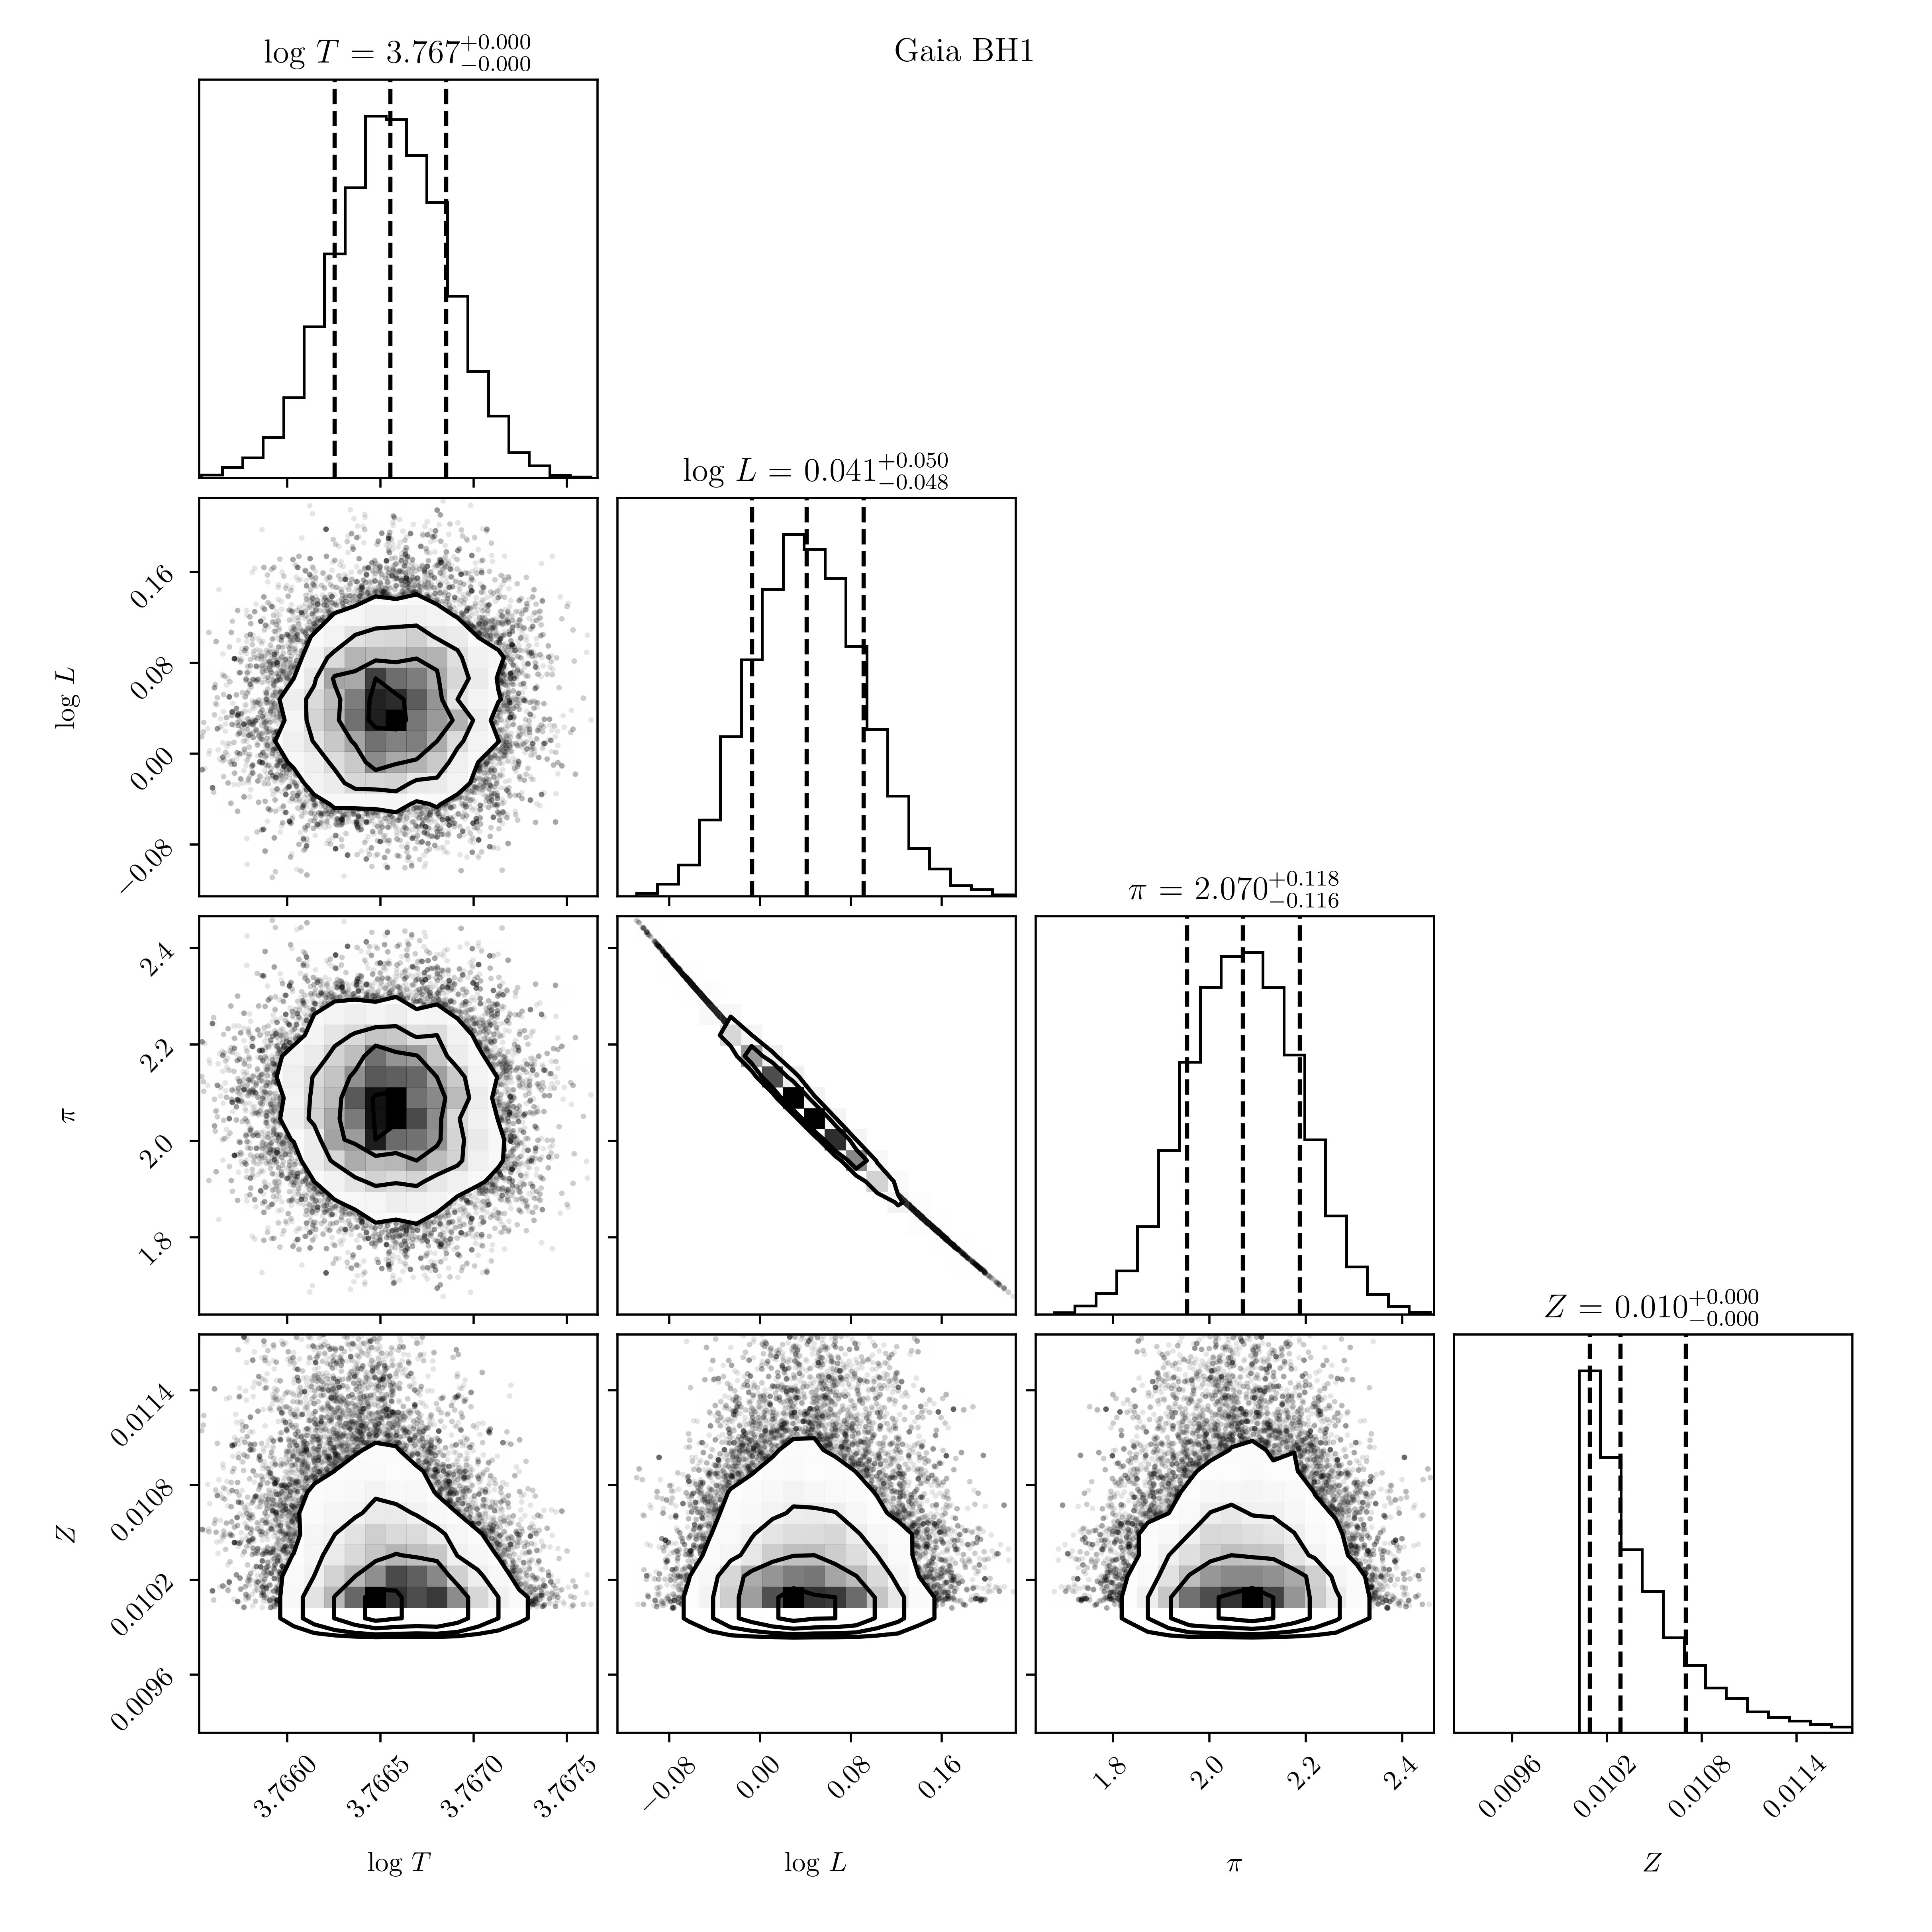 Gaia BH1
log T = 3.767+0.000−0.000
log L = 0.041+0.050−0.048
0.16
0.08
0.00
−0.08
log L
π = 2.070+0.118−0.116
2.4
2.2
2.0
1.8
π
Z = 0.010+0.000−0.000
0.0114
0.0108
0.0102
0.0096
Z
3.7660 3.7665 3.7670 3.7675
−0.08 0.00 0.08 0.16
1.8 2.0 2.2 2.4
0.0096 0.0102 0.0108 0.0114
log T
log L
π
Z